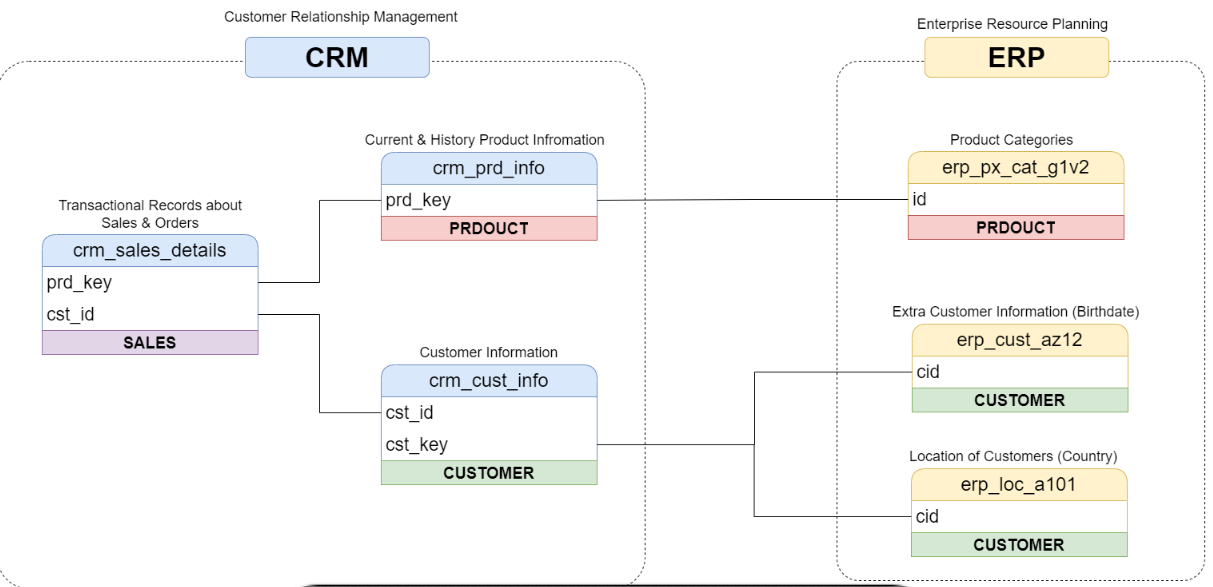 Customer Relationship Management
CRM
Enterprise Resource Planning
ERP
Current & History Product Infromation
crm_prd_info
prd_key
PRDOUCT
Product Categories
erp_px_cat_g1v2
id
PRDOUCT
Transactional Records about
Sales & Orders
crm_sales_details
prd_key
cst_id
SALES
Customer Information
crm_cust_info
cst_id
cst_key
CUSTOMER
Extra Customer Information (Birthdate)
erp_cust_az12
cid
CUSTOMER
Location of Customers (Country)
erp_loc_a101
cid
CUSTOMER